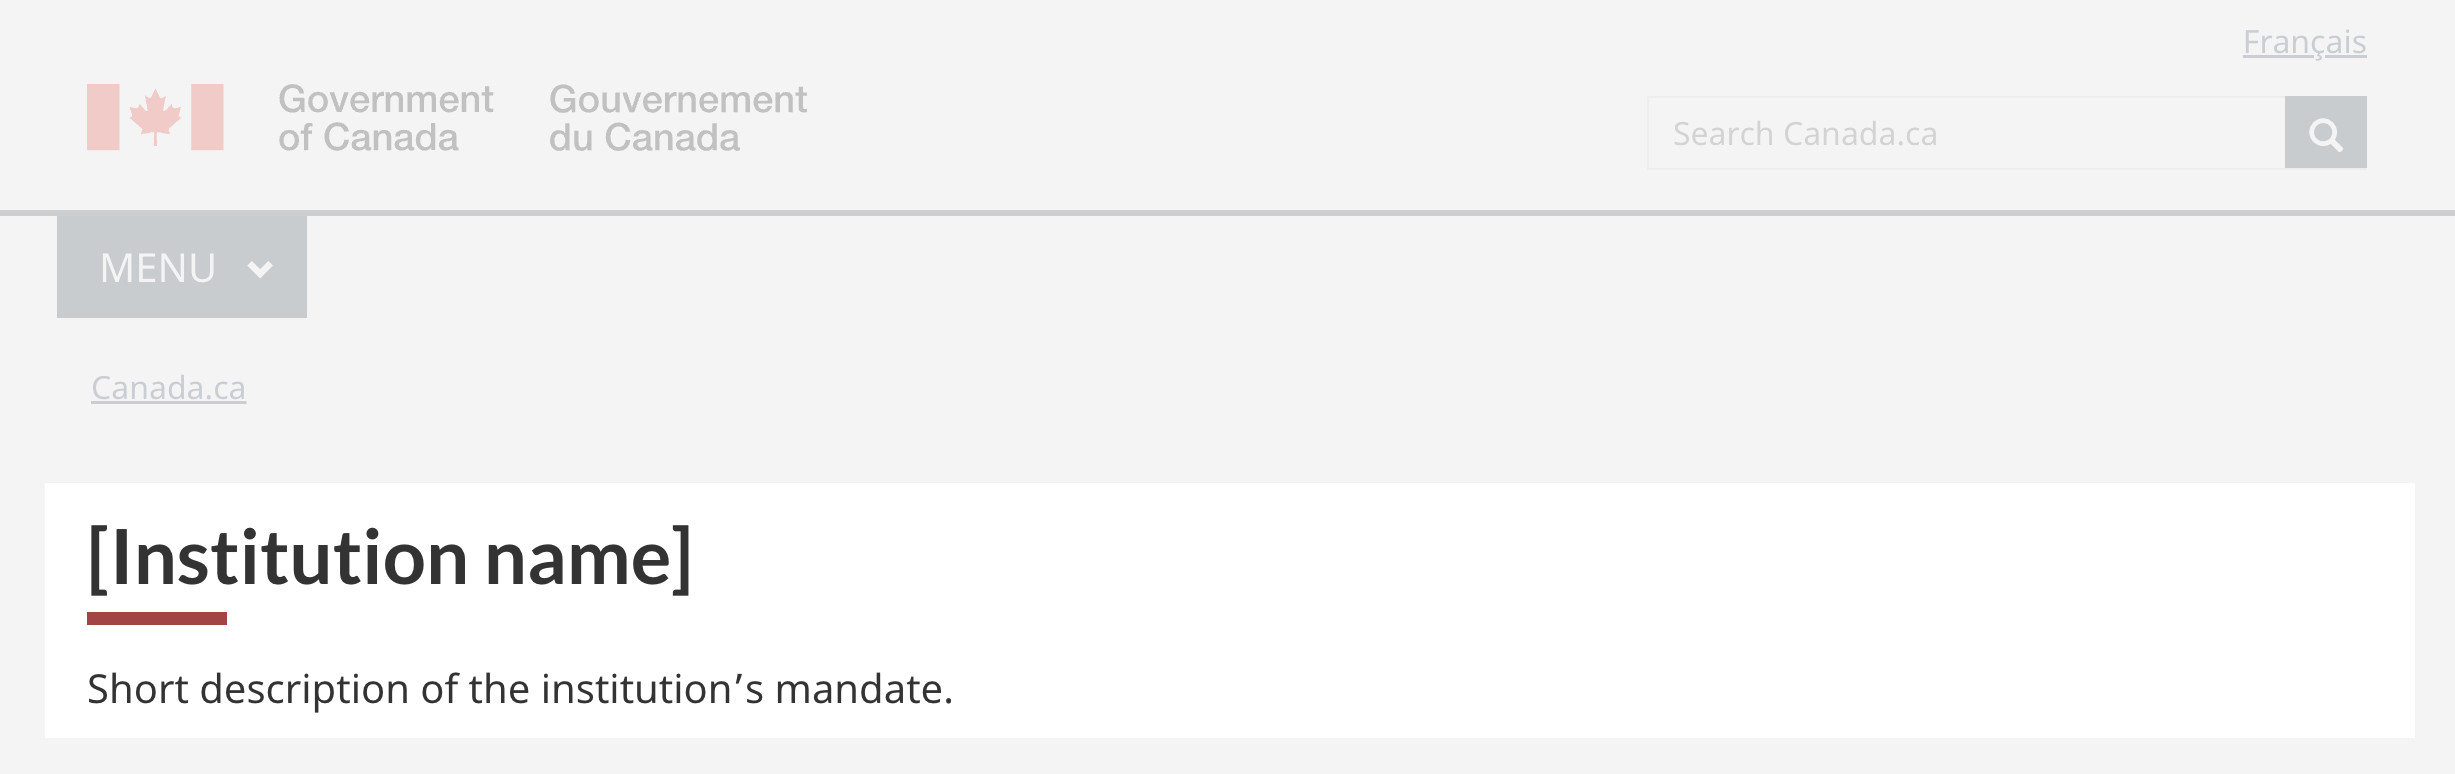 Français
Government
of Canada
Gouvernement
du Canada
Search Canada.ca
MENU
Canada.ca
[Institution name]
Short description of the institution’s mandate.